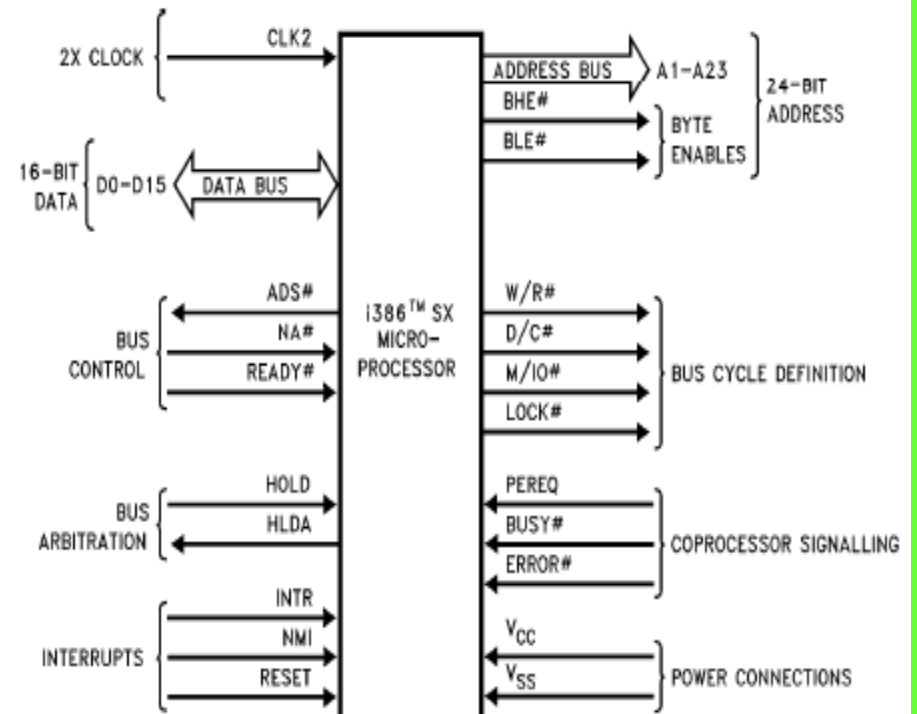 2X CLOCK
CLK2
16-BIT
DATA
D0-D15
DATA BUS
BUS
CONTROL
ADS#
NA#
READY#
BUS
ARBITRATION
HOLD
HLDA
INTERRUPTS
INTR
NMI
RESET
i386™ SX
MICRO-
PROCESSOR
ADDRESS BUS
A1-A23
BHE#
BLE#
BYTE
ENABLES
24-BIT
ADDRESS
W/R#
D/C#
M/IO#
LOCK#
BUS CYCLE DEFINITION
PEREQ
BUSY#
ERROR#
COPROCESSOR SIGNALLING
VCC
VSS
POWER CONNECTIONS